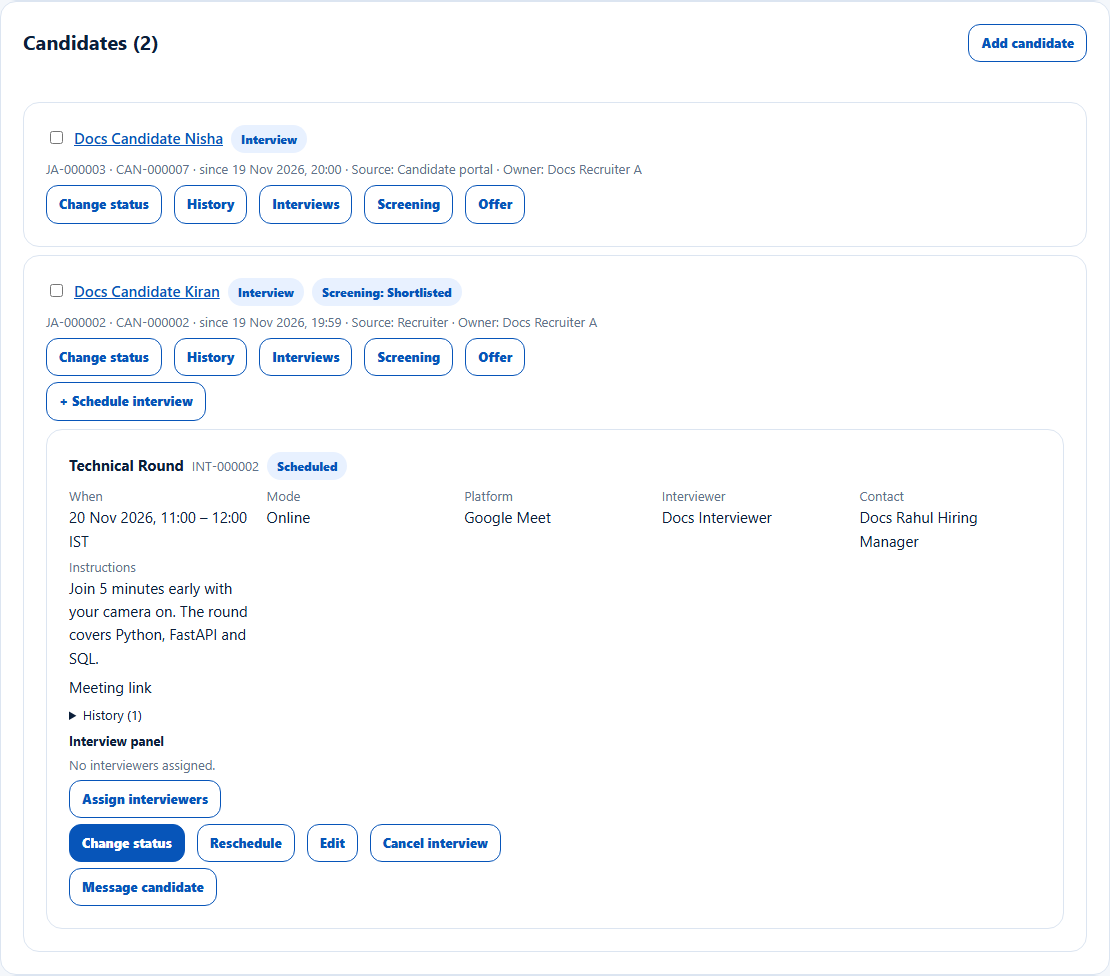 Candidates (2)
Add candidate
Docs Candidate Nisha Interview
JA-000003 · CAN-000007 · since 19 Nov 2026, 20:00 · Source: Candidate portal · Owner: Docs Recruiter A
Change status History Interviews Screening Offer
Docs Candidate Kiran Interview Screening: Shortlisted
JA-000002 · CAN-000002 · since 19 Nov 2026, 19:59 · Source: Recruiter · Owner: Docs Recruiter A
Change status History Interviews Screening Offer
+ Schedule interview
Technical Round INT-000002 Scheduled
When
20 Nov 2026, 11:00 – 12:00
IST
Mode
Online
Platform
Google Meet
Interviewer
Docs Interviewer
Contact
Docs Rahul Hiring
Manager
Instructions
Join 5 minutes early with
your camera on. The round
covers Python, FastAPI and
SQL.
Meeting link
▶ History (1)
Interview panel
No interviewers assigned.
Assign interviewers
Change status Reschedule Edit Cancel interview
Message candidate